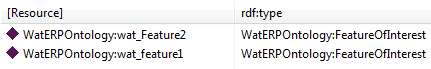 [Resource] rdf:type
WatERPOntology:wat_Feature2 WatERPOntology:FeatureOfInterest
WatERPOntology:wat_feature1 WatERPOntology:FeatureOfInterest